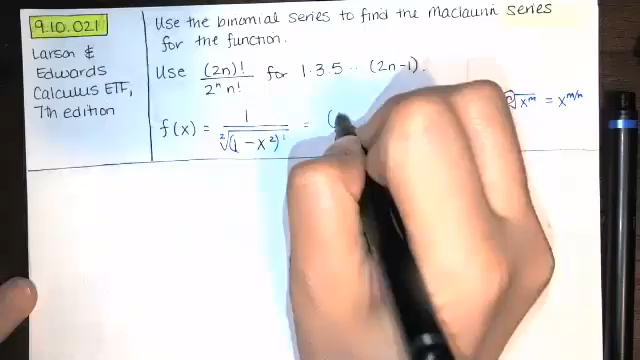 9.10.021
Larson &
Edwards
Calculus ETF,
7th edition
Use the binomial series to find the Maclaurin series
for the function.
Use (2n)! / 2ⁿ n! for 1·3·5··(2n-1).
f(x) = 1 / ²√(1 - x²)¹ = (
√xᵐ = x^m/n